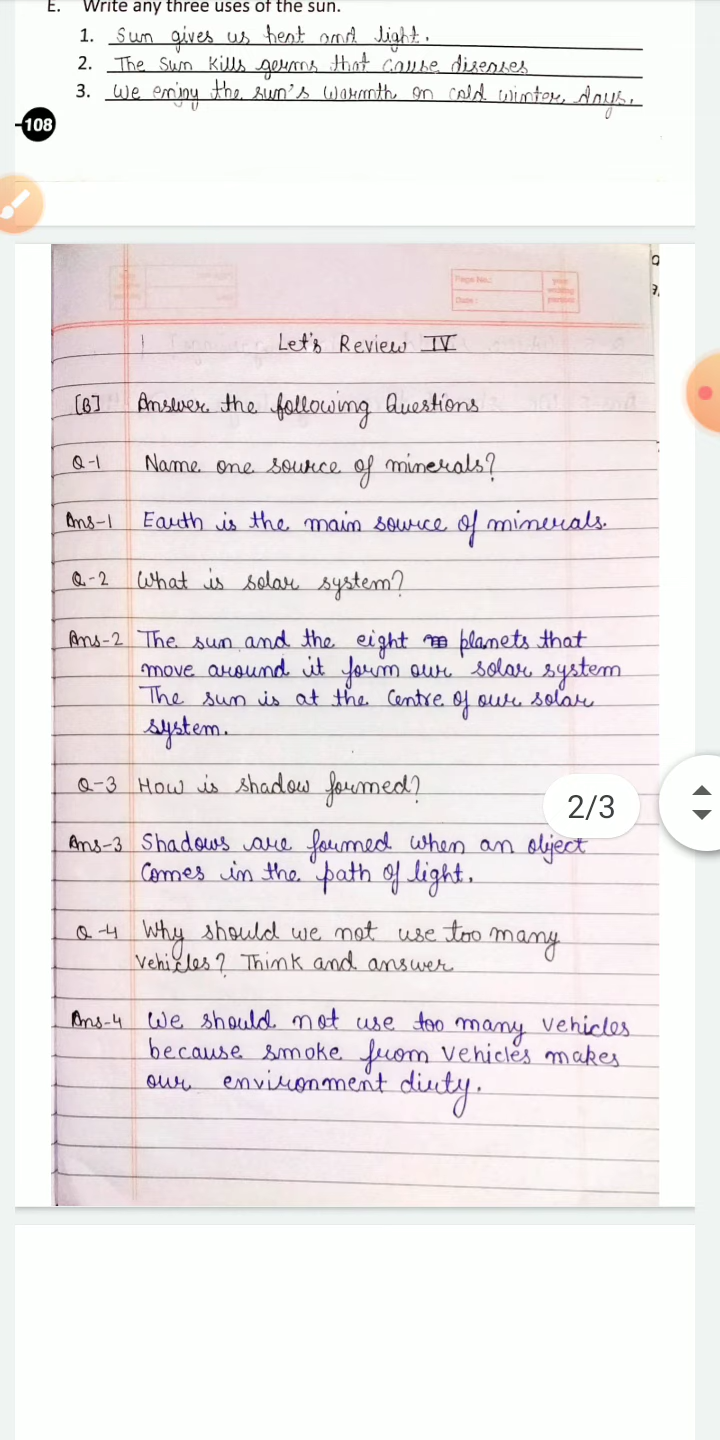 E. Write any three uses of the sun.
1. Sun gives us heat and light.
2. The Sun Kills germs that cause diseases
3. We enjoy the sun's warmth on cold winter days.
108
Page No.:
Date:
your
writing
partner
Let's Review IV
[B] Answer the following Questions
Q-1 Name one source of minerals?
Ans-1 Earth is the main source of minerals.
Q-2 What is solar system?
Ans-2 The sun and the eight planets that
move around it form our solar system
The sun is at the Centre of our solar
system.
Q-3 How is shadow formed?
2/3
Ans-3 Shadows are formed when an object
Comes in the path of light.
Q-4 Why should we not use too many
vehicles? Think and answer
Ans-4 We should not use too many vehicles
because smoke from vehicles makes
our environment dirty.